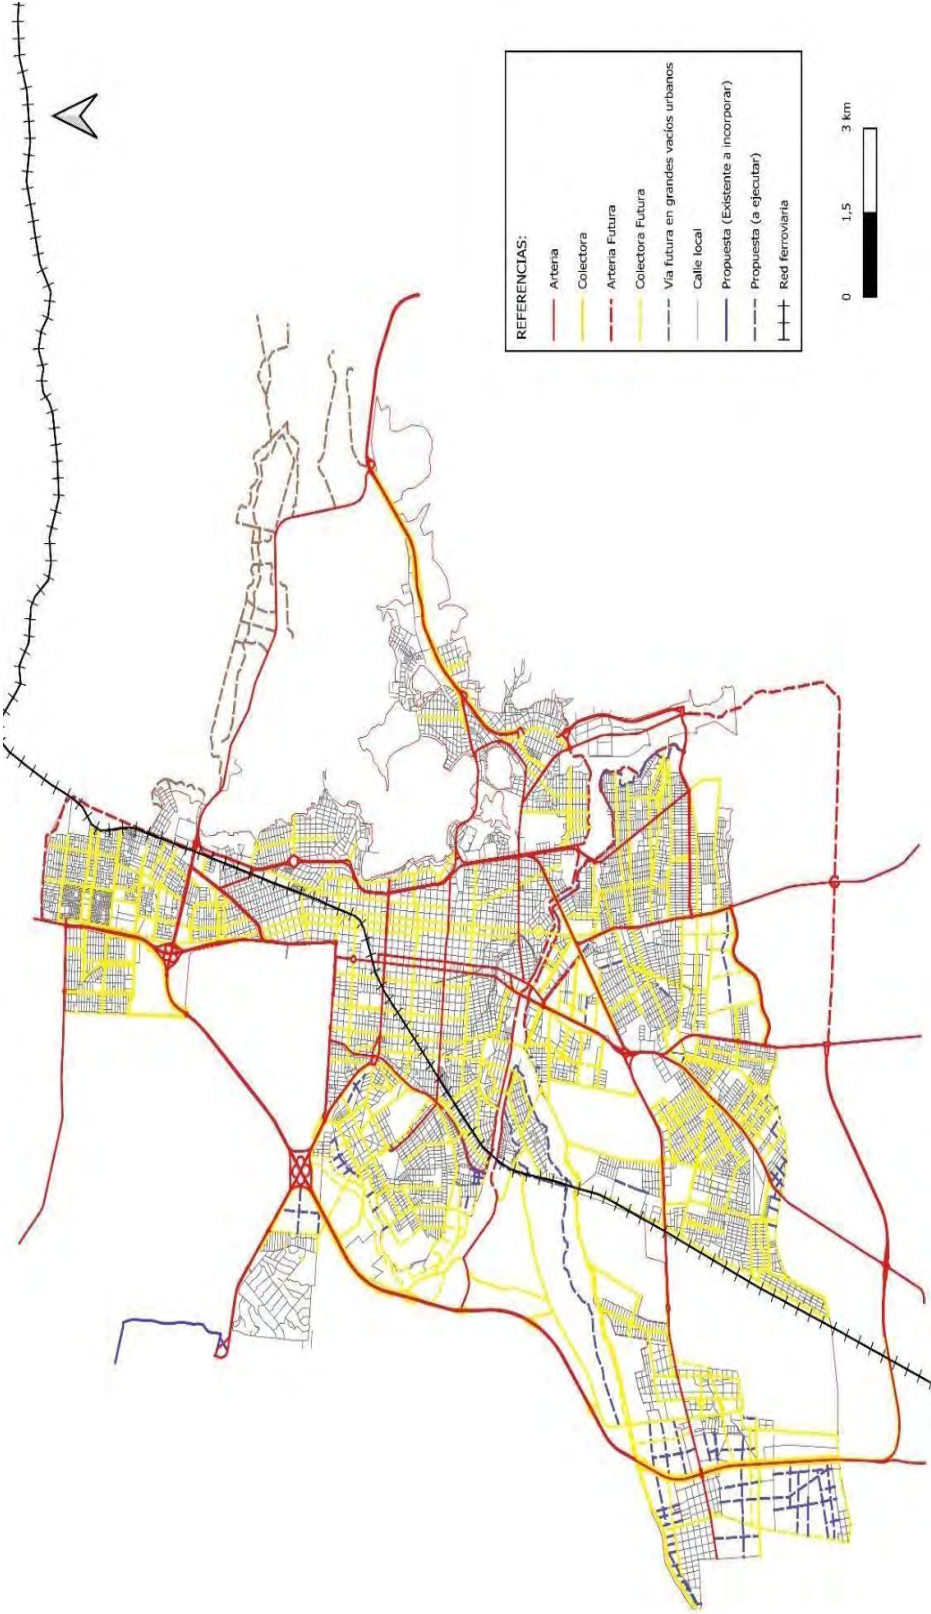 REFERENCIAS:
Arteria
Colectora
Arteria Futura
Colectora Futura
Vía futura en grandes vacíos urbanos
Calle local
Propuesta (Existente a incorporar)
Propuesta (a ejecutar)
Red ferroviaria
0 1,5 3 km